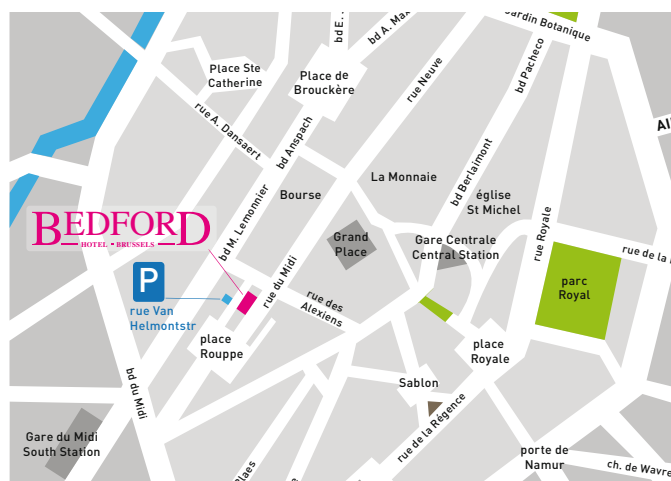 Jardin Botanique
bd E. J
bd A. Max
bd Pacheco
Place Ste
Catherine
Place de
Brouckère
rue Neuve
rue A. Dansaert
bd Anspach
La Monnaie
bd Berlaimont
église
St Michel
Bourse
BEDFORD
HOTEL - BRUSSELS
bd M. Lemonnier
Grand
Place
Gare Centrale
Central Station
rue Royale
rue de la
P
rue Van
Helmontstr
rue du Midi
rue des
Alexiens
parc
Royal
place
Rouppe
place
Royale
bd du Midi
Sablon
rue de la Régence
Gare du Midi
South Station
porte de
Namur
ch. de Wavre